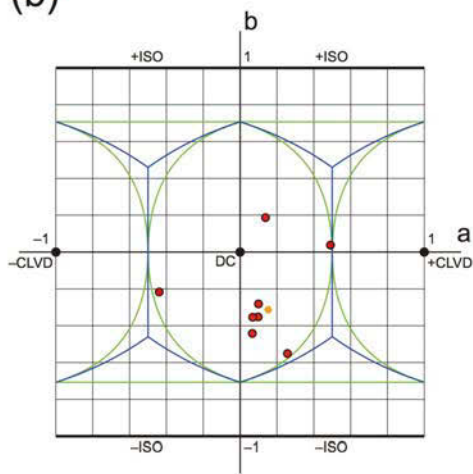 (b)
b
+ISO 1 +ISO
−1 1 a
−CLVD DC +CLVD
−ISO −1 −ISO